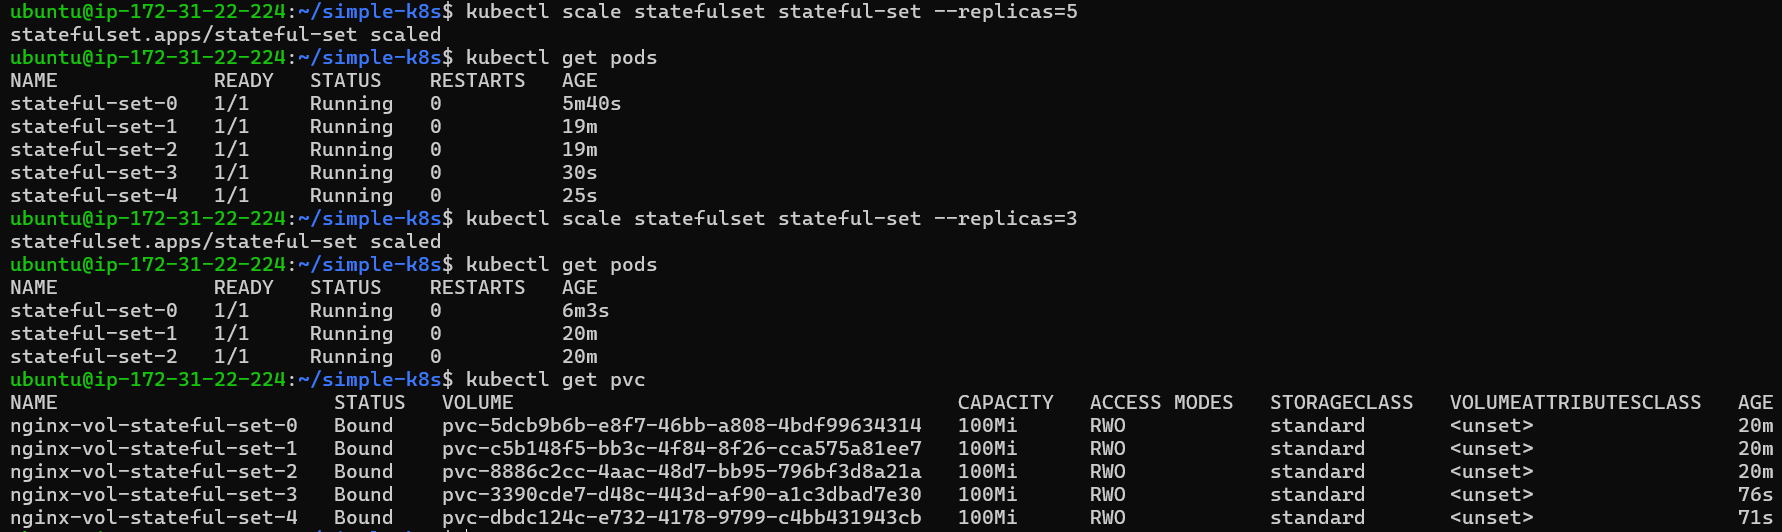 ubuntu@ip-172-31-22-224:~/simple-k8s$ kubectl scale statefulset stateful-set --replicas=5
statefulset.apps/stateful-set scaled
ubuntu@ip-172-31-22-224:~/simple-k8s$ kubectl get pods
NAME             READY   STATUS    RESTARTS   AGE
stateful-set-0   1/1     Running   0          5m40s
stateful-set-1   1/1     Running   0          19m
stateful-set-2   1/1     Running   0          19m
stateful-set-3   1/1     Running   0          30s
stateful-set-4   1/1     Running   0          25s
ubuntu@ip-172-31-22-224:~/simple-k8s$ kubectl scale statefulset stateful-set --replicas=3
statefulset.apps/stateful-set scaled
ubuntu@ip-172-31-22-224:~/simple-k8s$ kubectl get pods
NAME             READY   STATUS    RESTARTS   AGE
stateful-set-0   1/1     Running   0          6m3s
stateful-set-1   1/1     Running   0          20m
stateful-set-2   1/1     Running   0          20m
ubuntu@ip-172-31-22-224:~/simple-k8s$ kubectl get pvc
NAME                       STATUS   VOLUME                                     CAPACITY   ACCESS MODES   STORAGECLASS   VOLUMEATTRIBUTESCLASS   AGE
nginx-vol-stateful-set-0   Bound    pvc-5dcb9b6b-e8f7-46bb-a808-4bdf99634314   100Mi      RWO            standard       <unset>                 20m
nginx-vol-stateful-set-1   Bound    pvc-c5b148f5-bb3c-4f84-8f26-cca575a81ee7   100Mi      RWO            standard       <unset>                 20m
nginx-vol-stateful-set-2   Bound    pvc-8886c2cc-4aac-48d7-bb95-796bf3d8a21a   100Mi      RWO            standard       <unset>                 20m
nginx-vol-stateful-set-3   Bound    pvc-3390cde7-d48c-443d-af90-a1c3dbad7e30   100Mi      RWO            standard       <unset>                 76s
nginx-vol-stateful-set-4   Bound    pvc-dbdc124c-e732-4178-9799-c4bb431943cb   100Mi      RWO            standard       <unset>                 71s